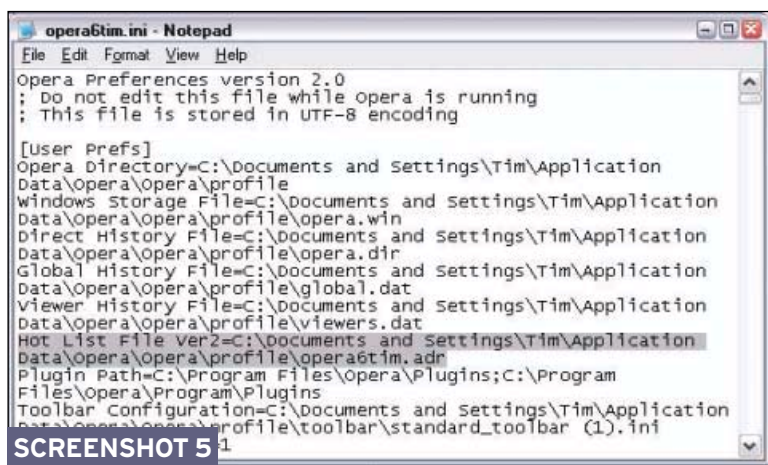 opera6tim.ini - Notepad
File Edit Format View Help
Opera Preferences version 2.0
; Do not edit this file while Opera is running
; This file is stored in UTF-8 encoding
[User Prefs]
Opera Directory=C:\Documents and Settings\Tim\Application
Data\Opera\Opera\profile
Windows Storage File=C:\Documents and Settings\Tim\Application
Data\Opera\Opera\profile\opera.win
Direct History File=C:\Documents and Settings\Tim\Application
Data\Opera\Opera\profile\opera.dir
Global History File=C:\Documents and Settings\Tim\Application
Data\Opera\Opera\profile\global.dat
Viewer History File=C:\Documents and Settings\Tim\Application
Data\Opera\Opera\profile\viewers.dat
Hot List File Ver2=C:\Documents and Settings\Tim\Application
Data\Opera\Opera\profile\opera6tim.adr
Plugin Path=C:\Program Files\Opera\Plugins;C:\Program
Files\Opera\Program\Plugins
Toolbar Configuration=C:\Documents and Settings\Tim\Application
Data\Opera\Opera\profile\toolbar\standard_toolbar (1).ini
SCREENSHOT 5
=1